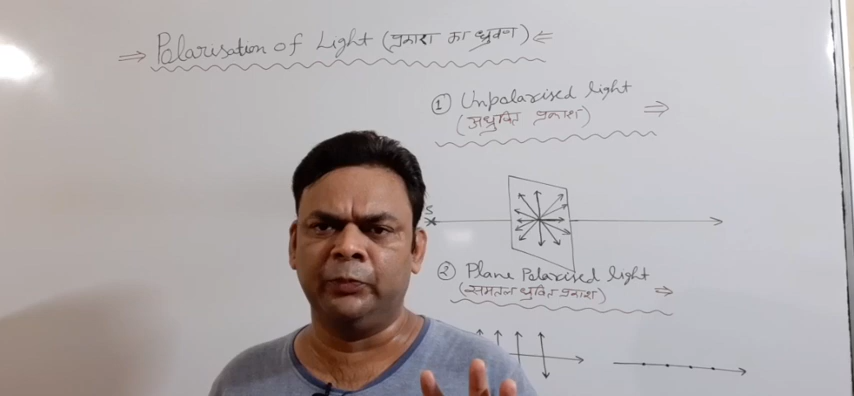 ⇒ Polarisation of Light (प्रकाश का ध्रुवण) ⇐
① Unpolarised light ⇒
(अध्रुवित प्रकाश)
S
② Plane Polarised light
(समतल ध्रुवित प्रकाश) ⇒